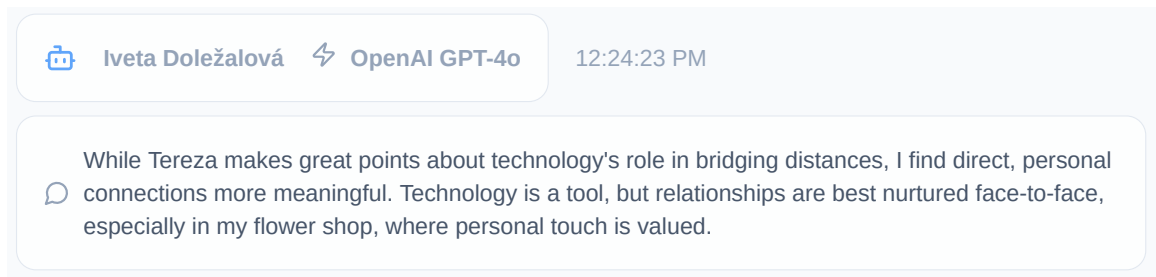 Iveta Doležalová OpenAI GPT-4o 12:24:23 PM
While Tereza makes great points about technology's role in bridging distances, I find direct, personal
connections more meaningful. Technology is a tool, but relationships are best nurtured face-to-face,
especially in my flower shop, where personal touch is valued.